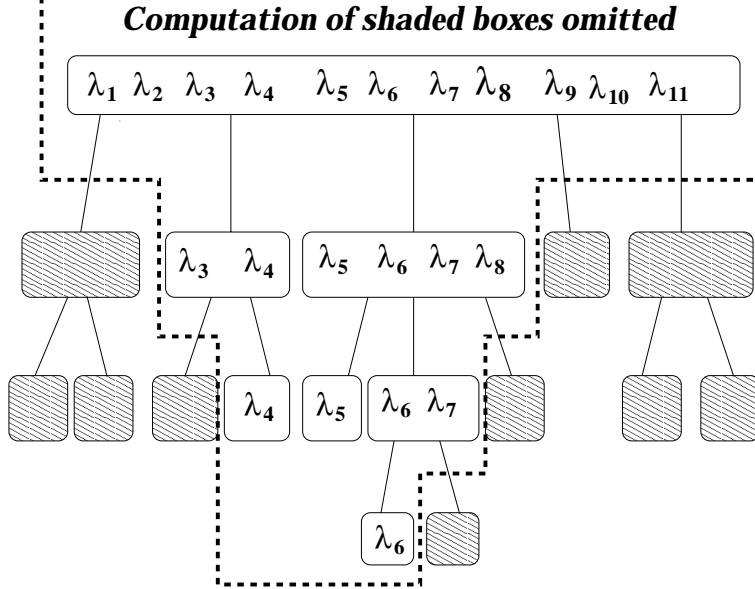 Computation of shaded boxes omitted
λ₁ λ₂ λ₃ λ₄ λ₅ λ₆ λ₇ λ₈ λ₉ λ₁₀ λ₁₁
λ₃ λ₄
λ₅ λ₆ λ₇ λ₈
λ₄
λ₅
λ₆ λ₇
λ₆